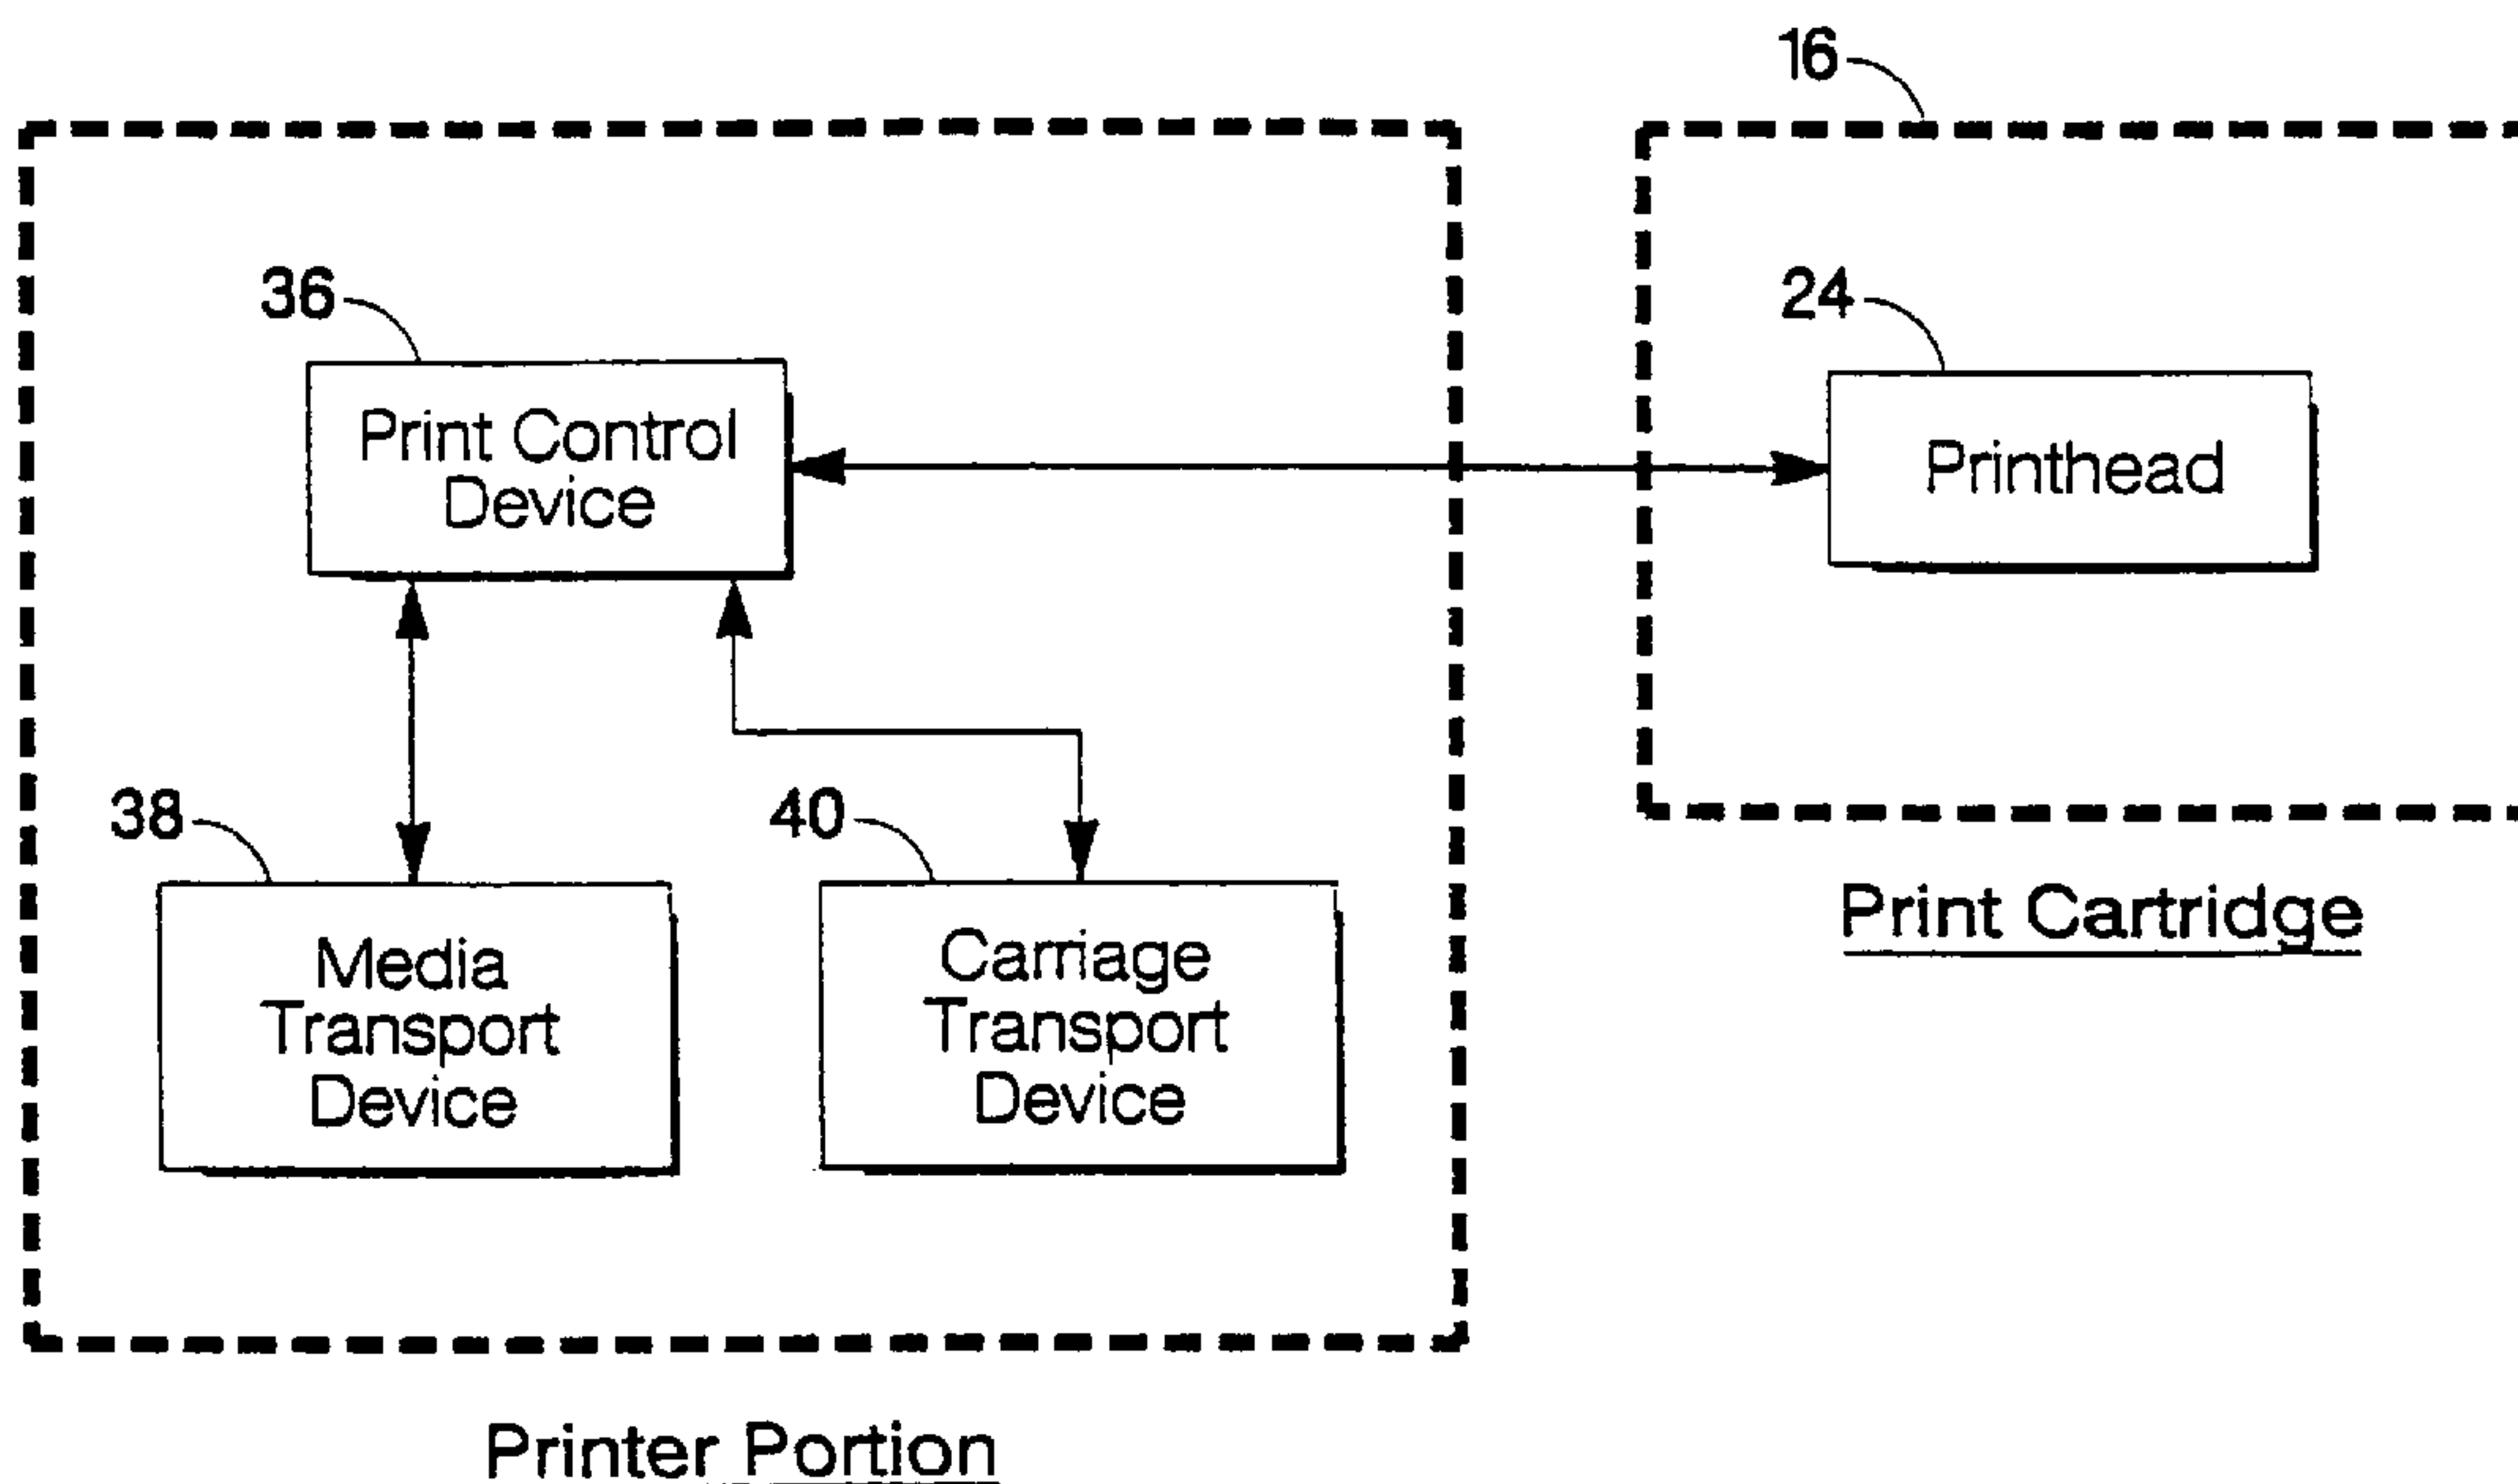 16
36
24
Print Control
Device
Printhead
38
40
Media
Transport
Device
Carriage
Transport
Device
Print Cartridge
Printer Portion